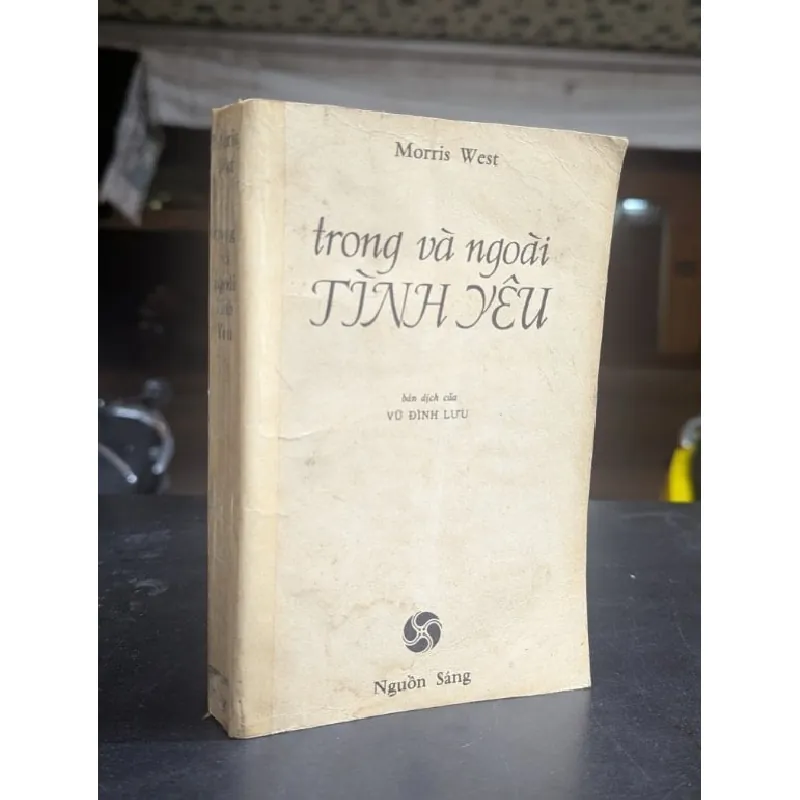 Morris West
trong và ngoài
TÌNH YÊU
bản dịch của
VŨ ĐÌNH LƯU
Nguồn Sáng